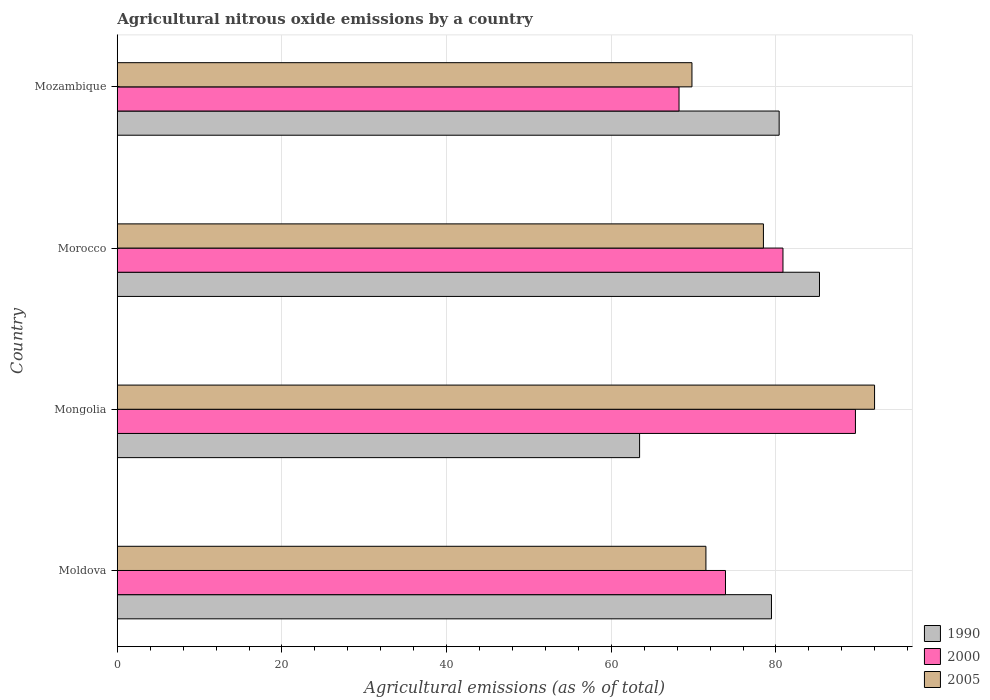 Agricultural nitrous oxide emissions by a country
Mozambique
Morocco
Mongolia
Moldova
Country
0
20
40
60
80
Agricultural emissions (as % of total)
1990
2000
2005